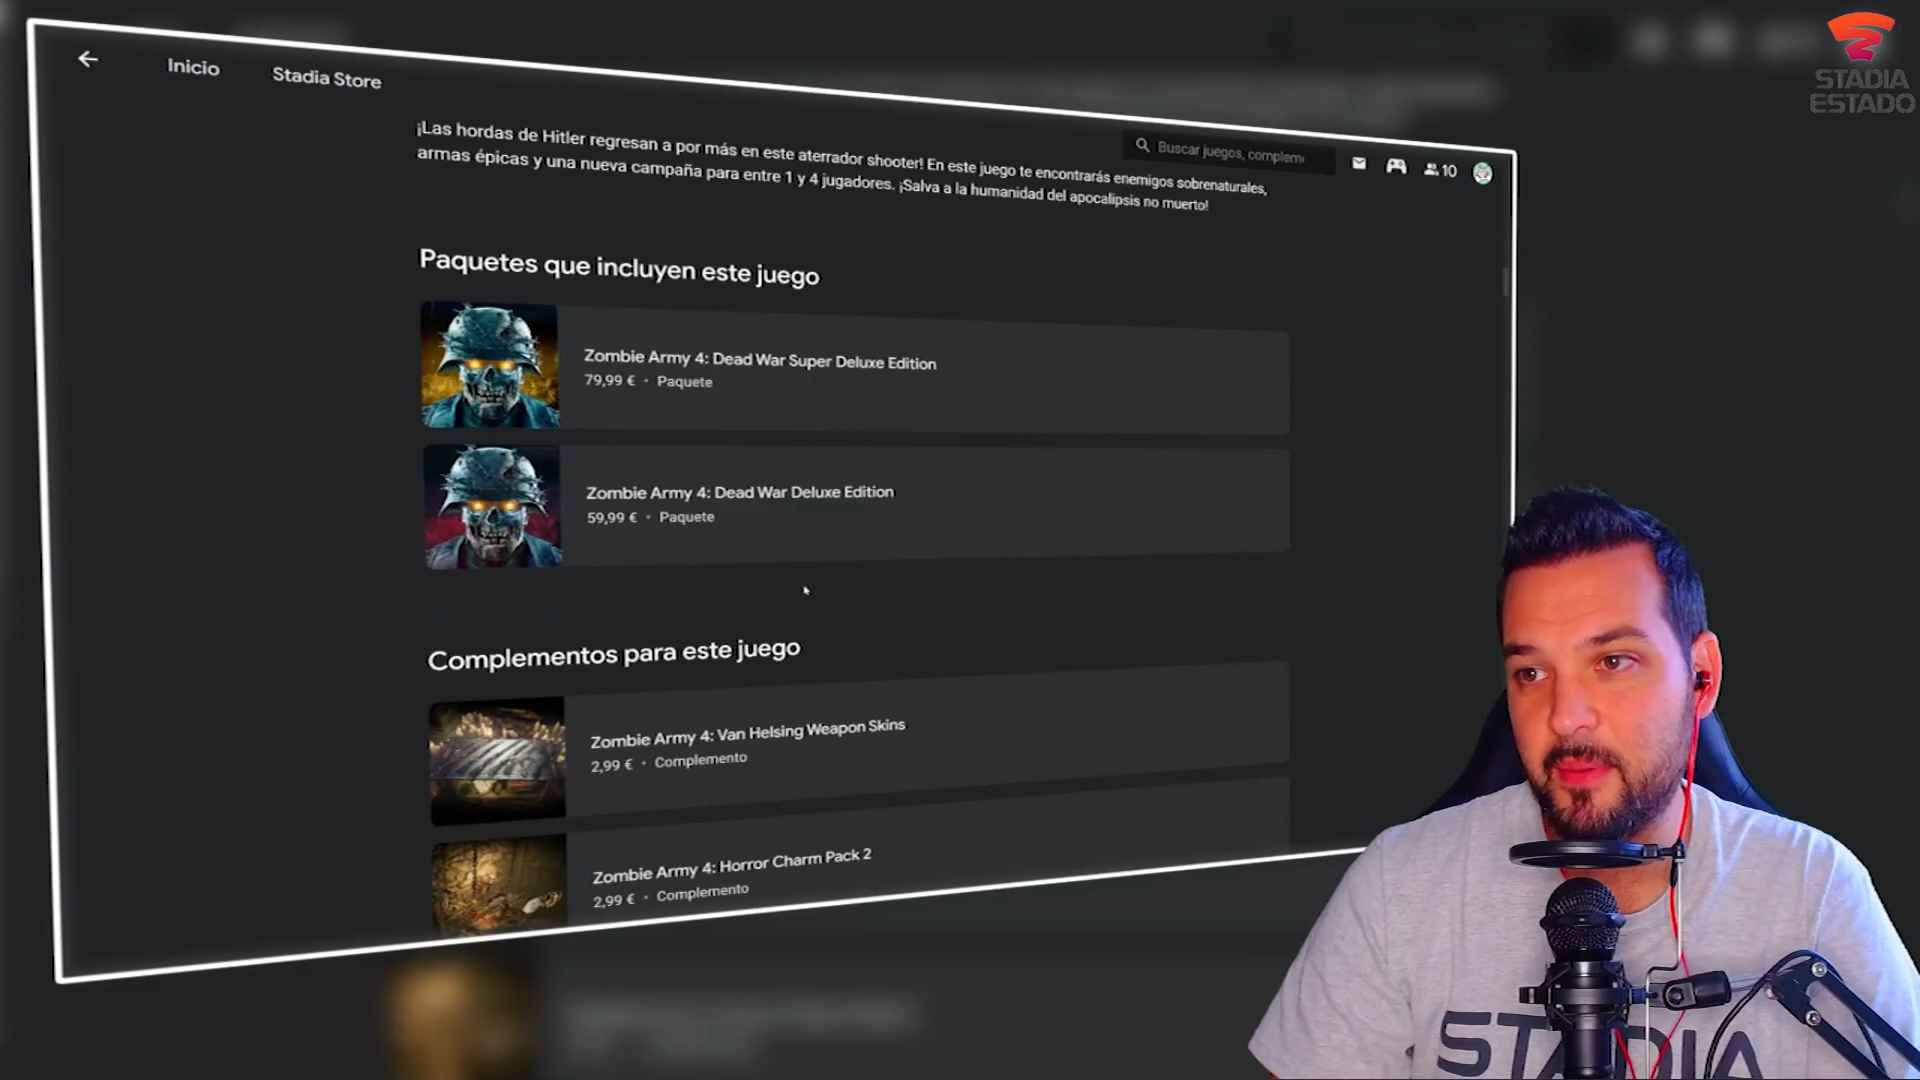 STADIA
ESTADO
Inicio
Stadia Store
Buscar juegos, complem
10
¡Las hordas de Hitler regresan a por más en este aterrador shooter! En este juego te encontrarás enemigos sobrenaturales,
armas épicas y una nueva campaña para entre 1 y 4 jugadores. ¡Salva a la humanidad del apocalipsis no muerto!
Paquetes que incluyen este juego
Zombie Army 4: Dead War Super Deluxe Edition
79,99 € • Paquete
Zombie Army 4: Dead War Deluxe Edition
59,99 € • Paquete
Complementos para este juego
Zombie Army 4: Van Helsing Weapon Skins
2,99 € • Complemento
Zombie Army 4: Horror Charm Pack 2
2,99 € • Complemento
STADIA